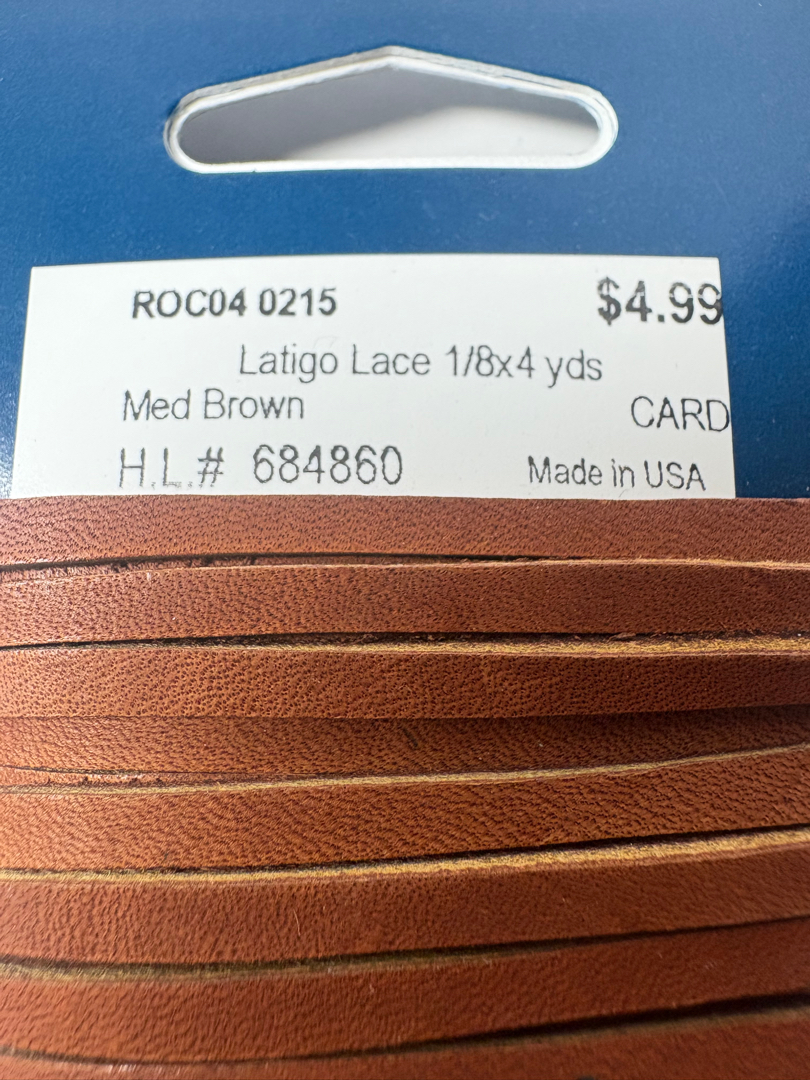 ROC04 0215 $4.99
Latigo Lace 1/8x4 yds
Med Brown CARD
H.L.# 684860 Made in USA